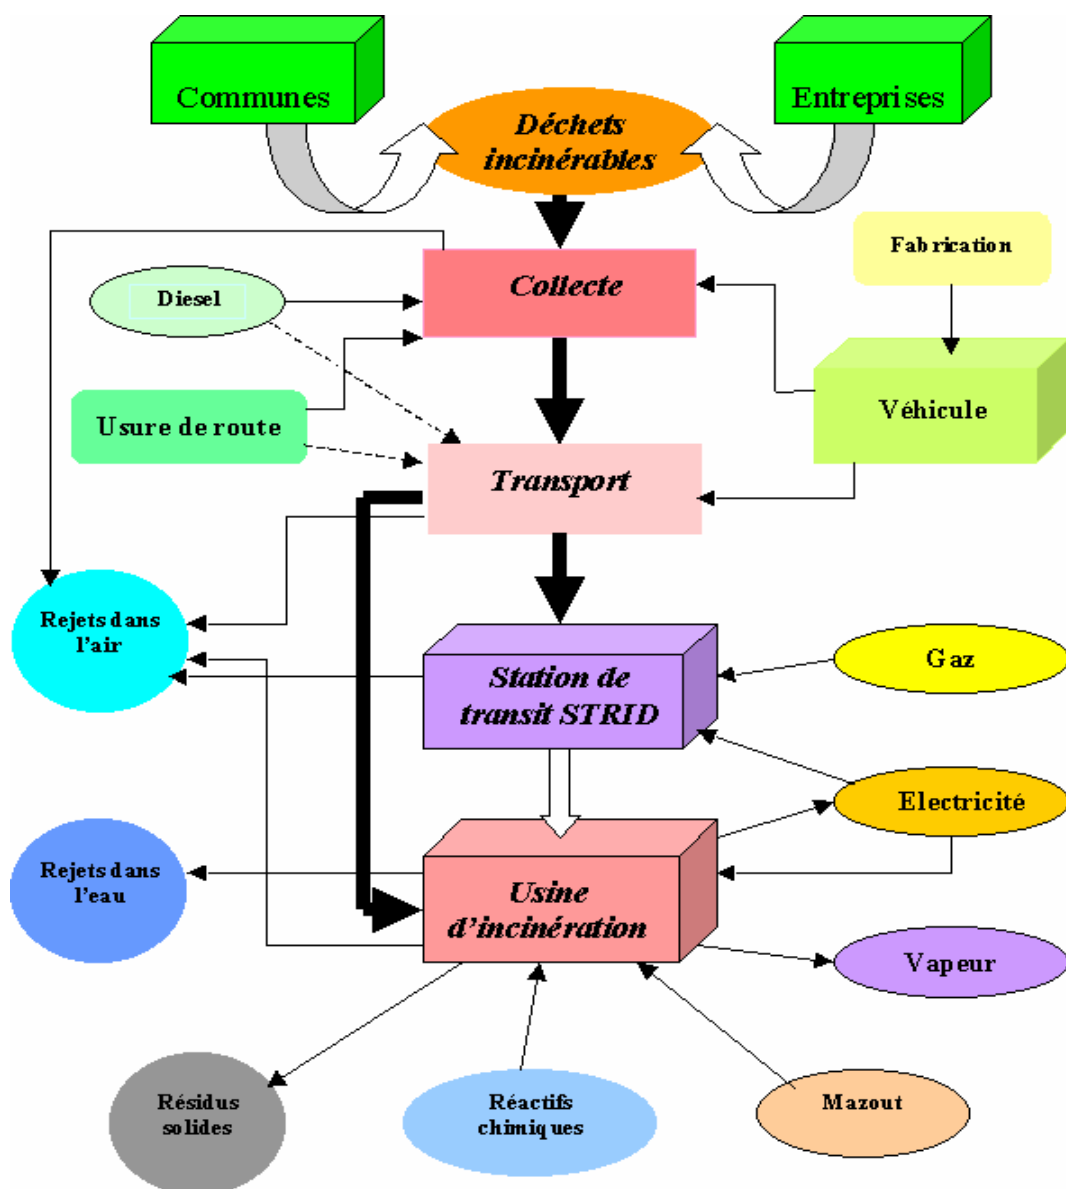 Communes
Entreprises
Déchets
incinérables
Fabrication
Collecte
Diesel
Véhicule
Usure de route
Transport
Rejets dans
l'air
Gaz
Station de
transit STRID
Electricité
Rejets dans
l'eau
Usine
d'incinération
Vapeur
Résidus
solides
Réactifs
chimiques
Mazout